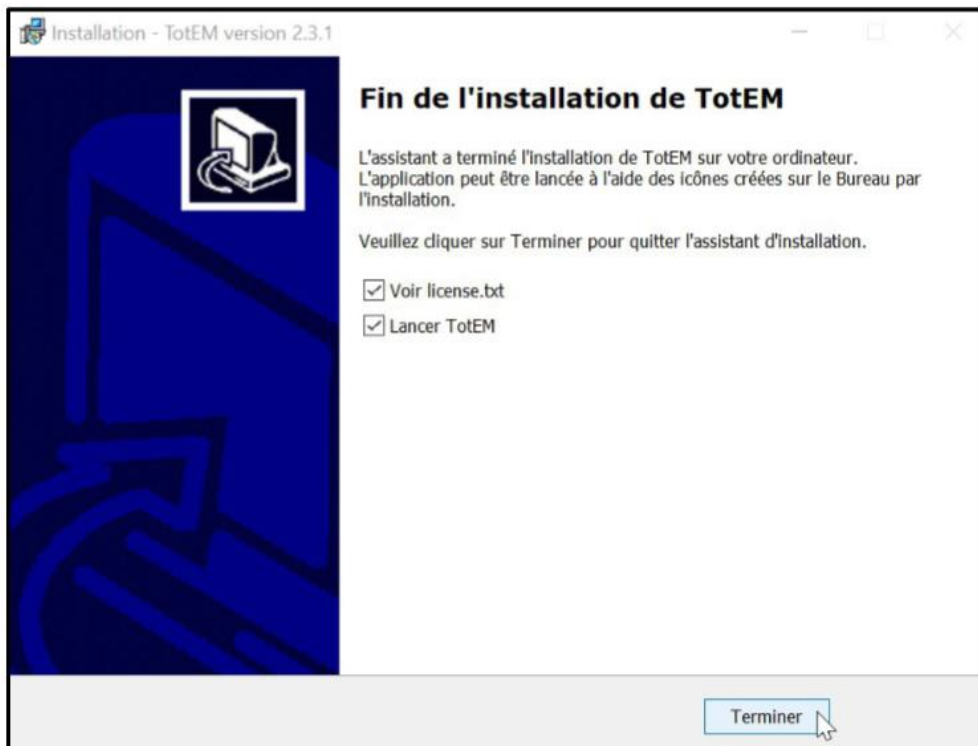 Installation - TotEM version 2.3.1
Fin de l'installation de TotEM
L'assistant a terminé l'installation de TotEM sur votre ordinateur.
L'application peut être lancée à l'aide des icônes créées sur le Bureau par
l'installation.
Veuillez cliquer sur Terminer pour quitter l'assistant d'installation.
Voir license.txt
Lancer TotEM
Terminer